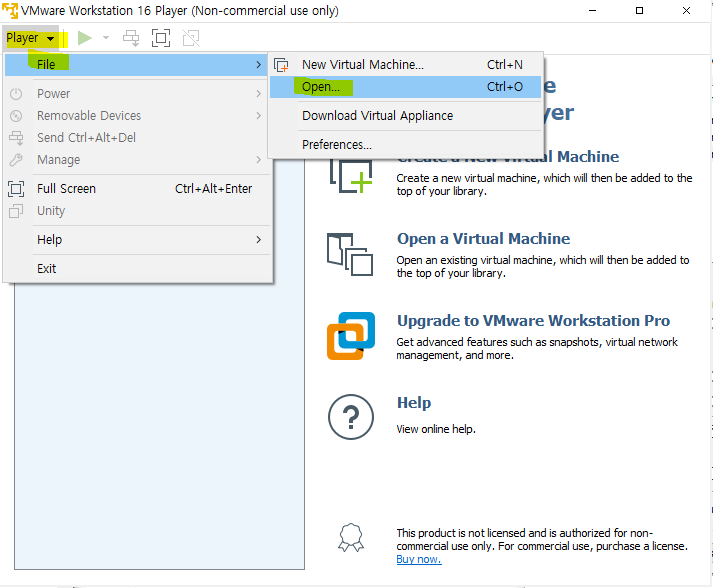 VMware Workstation 16 Player (Non-commercial use only)
Player
File
Power
Removable Devices
Send Ctrl+Alt+Del
Manage
Full Screen Ctrl+Alt+Enter
Unity
Help
Exit
New Virtual Machine... Ctrl+N
Open... Ctrl+O
Download Virtual Appliance
Preferences...
Create a New Virtual Machine
Create a new virtual machine, which will then be added to the
top of your library.
Open a Virtual Machine
Open an existing virtual machine, which will then be added to
the top of your library.
Upgrade to VMware Workstation Pro
Get advanced features such as snapshots, virtual network
management, and more.
Help
View online help.
This product is not licensed and is authorized for non-
commercial use only. For commercial use, purchase a license.
Buy now.